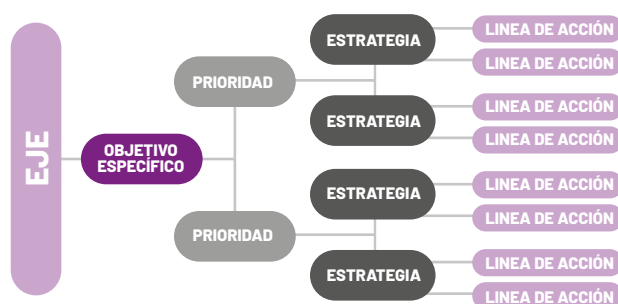 EJE
OBJETIVO
ESPECÍFICO
PRIORIDAD
ESTRATEGIA
LINEA DE ACCIÓN
LINEA DE ACCIÓN
ESTRATEGIA
LINEA DE ACCIÓN
LINEA DE ACCIÓN
PRIORIDAD
ESTRATEGIA
LINEA DE ACCIÓN
LINEA DE ACCIÓN
ESTRATEGIA
LINEA DE ACCIÓN
LINEA DE ACCIÓN